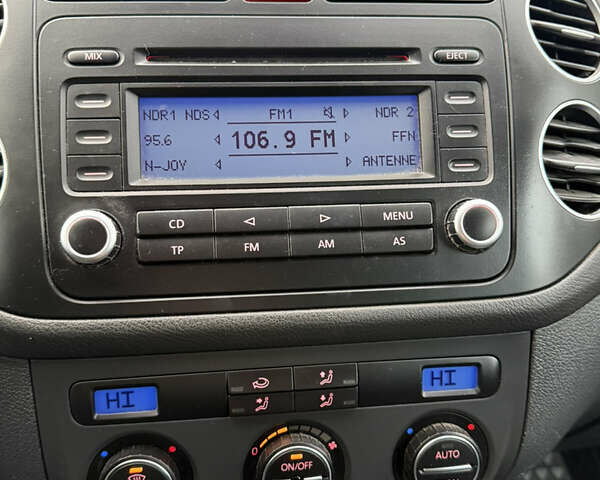 MIX EJECT
NDR1 NDS FM1 NDR 2
95.6 106.9 FM FFN
N-JOY ANTENNE
CD MENU
TP FM AM AS
HI HI
0 ON/OFF AUTO